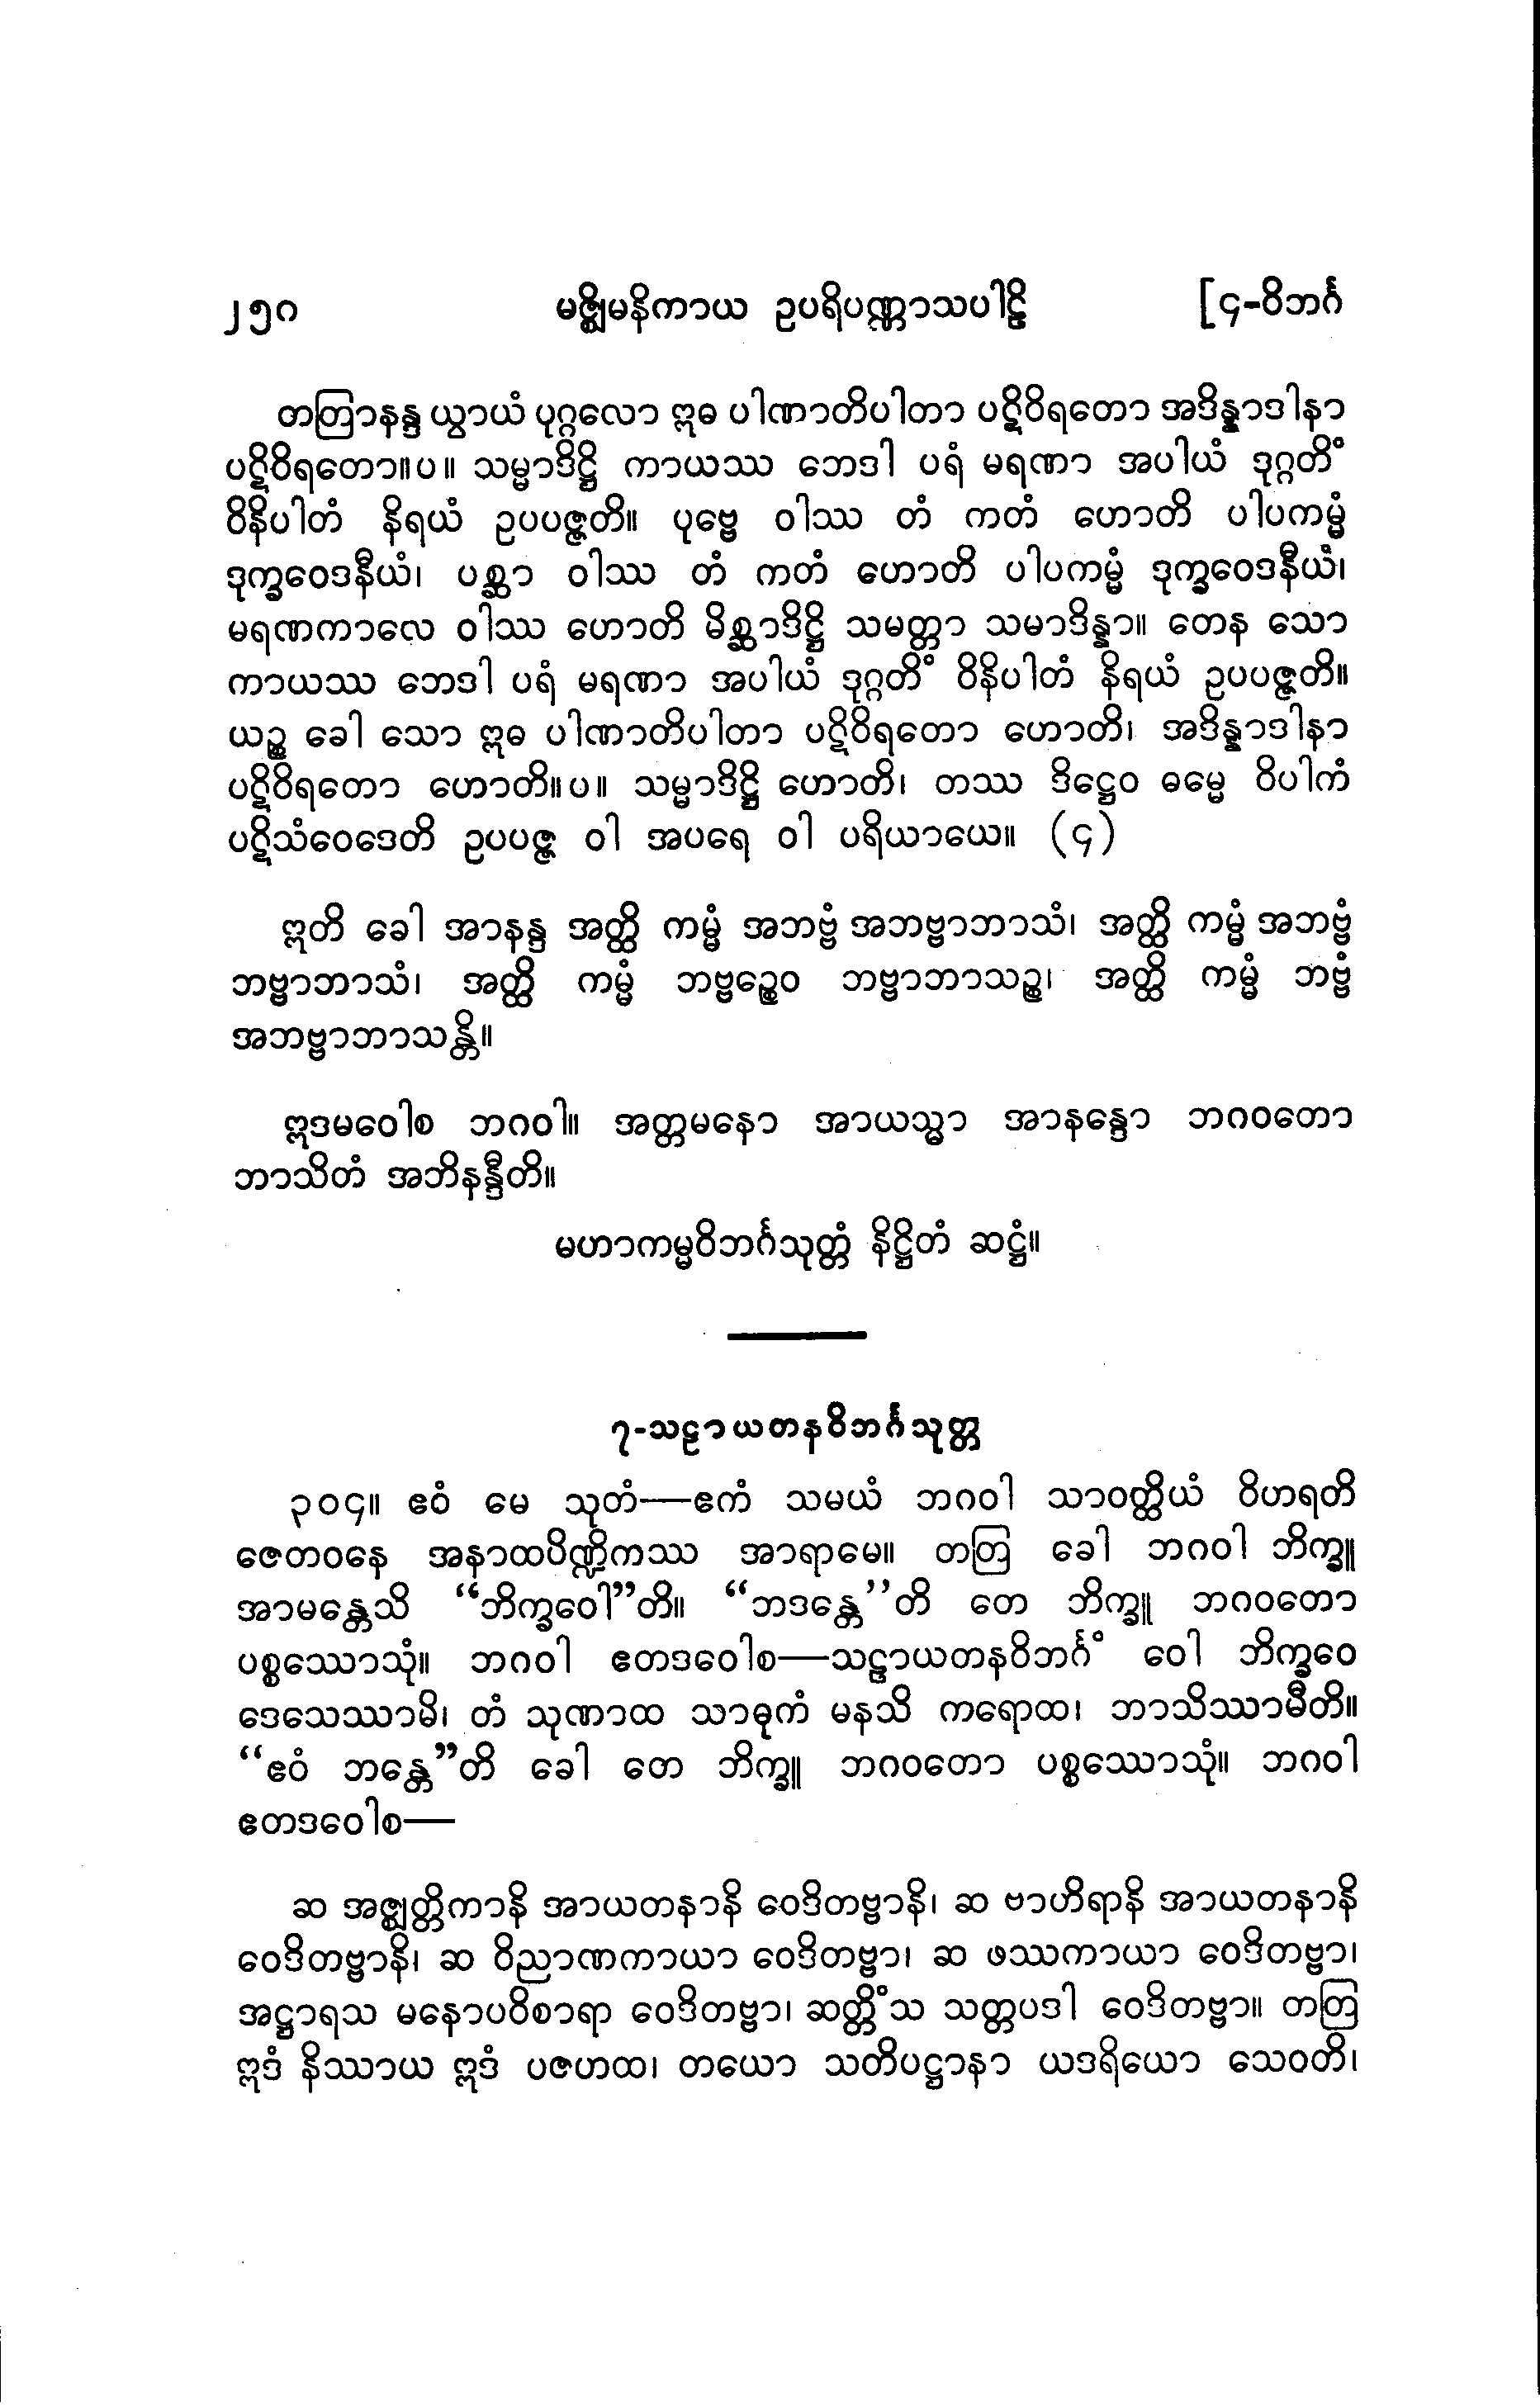 ၂၅၀ မဇ္ဈိမနိကာယ ဥပရိပဏ္ဏာသပါဠိ [၄-ဝိဘင်္ဂ
တတြာနန္ဒ ယွာယံ ပုဂ္ဂလော ဣဓ ပါဏာတိပါတာ ပဋိဝိရတော အဒိန္နာဒါနာ
ပဋိဝိရတော။ပ။ သမ္မာဒိဋ္ဌိ ကာယဿ ဘေဒါ ပရံ မရဏာ အပါယံ ဒုဂ္ဂတိံ
ဝိနိပါတံ နိရယံ ဥပပဇ္ဇတိ။ ပုဗ္ဗေ ဝါဿ တံ ကတံ ဟောတိ ပါပကမ္မံ
ဒုက္ခဝေဒနီယံ၊ ပစ္ဆာ ဝါဿ တံ ကတံ ဟောတိ ပါပကမ္မံ ဒုက္ခဝေဒနီယံ၊
မရဏကာလေ ဝါဿ ဟောတိ မိစ္ဆာဒိဋ္ဌိ သမတ္တာ သမာဒိန္နာ။ တေန သော
ကာယဿ ဘေဒါ ပရံ မရဏာ အပါယံ ဒုဂ္ဂတိံ ဝိနိပါတံ နိရယံ ဥပပဇ္ဇတိ။
ယဉ္စ ခေါ သော ဣဓ ပါဏာတိပါတာ ပဋိဝိရတော ဟောတိ၊ အဒိန္နာဒါနာ
ပဋိဝိရတော ဟောတိ။ပ။ သမ္မာဒိဋ္ဌိ ဟောတိ၊ တဿ ဒိဋ္ဌေဝ ဓမ္မေ ဝိပါကံ
ပဋိသံဝေဒေတိ ဥပပဇ္ဇ ဝါ အပရေ ဝါ ပရိယာယေ။ (၄)
ဣတိ ခေါ အာနန္ဒ အတ္ထိ ကမ္မံ အဘဗ္ဗံ အဘဗ္ဗာဘာသံ၊ အတ္ထိ ကမ္မံ အဘဗ္ဗံ
ဘဗ္ဗာဘာသံ၊ အတ္ထိ ကမ္မံ ဘဗ္ဗဉ္စေဝ ဘဗ္ဗာဘာသဉ္စ၊ အတ္ထိ ကမ္မံ ဘဗ္ဗံ
အဘဗ္ဗာဘာသန္တိ။
ဣဒမဝေါစ ဘဂဝါ။ အတ္တမနော အာယသ္မာ အာနန္ဒော ဘဂဝတော
ဘာသိတံ အဘိနန္ဒီတိ။
မဟာကမ္မဝိဘင်္ဂသုတ္တံ နိဋ္ဌိတံ ဆဋ္ဌံ။
၇-သဠာယတနဝိဘင်္ဂသုတ္တ
၃၀၄။ ဧဝံ မေ သုတံ—ဧကံ သမယံ ဘဂဝါ သာဝတ္ထိယံ ဝိဟရတိ
ဇေတဝနေ အနာထပိဏ္ဍိကဿ အာရာမေ။ တတြ ခေါ ဘဂဝါ ဘိက္ခူ
အာမန္တေသိ “ဘိက္ခဝေါ”တိ။ “ဘဒန္တေ”တိ တေ ဘိက္ခူ ဘဂဝတော
ပစ္စဿောသုံ။ ဘဂဝါ ဧတဒဝေါစ—သဠာယတနဝိဘင်္ဂံ ဝေါ ဘိက္ခဝေ
ဒေသေဿာမိ၊ တံ သုဏာထ သာဓုကံ မနသိ ကရောထ၊ ဘာသိဿာမီတိ။
“ဧဝံ ဘန္တေ”တိ ခေါ တေ ဘိက္ခူ ဘဂဝတော ပစ္စဿောသုံ။ ဘဂဝါ
ဧတဒဝေါစ—
ဆ အဇ္ဈတ္တိကာနိ အာယတနာနိ ဝေဒိတဗ္ဗာနိ၊ ဆ ဗာဟိရာနိ အာယတနာနိ
ဝေဒိတဗ္ဗာနိ၊ ဆ ဝိညာဏကာယာ ဝေဒိတဗ္ဗာ၊ ဆ ဖဿကာယာ ဝေဒိတဗ္ဗာ၊
အဋ္ဌာရသ မနောပဝိစာရာ ဝေဒိတဗ္ဗာ၊ ဆတ္တိံသ သတ္တပဒါ ဝေဒိတဗ္ဗာ။ တတြ
ဣဒံ နိဿာယ ဣဒံ ပဇဟထ၊ တယော သတိပဋ္ဌာနာ ယဒရိယော သေဝတိ၊